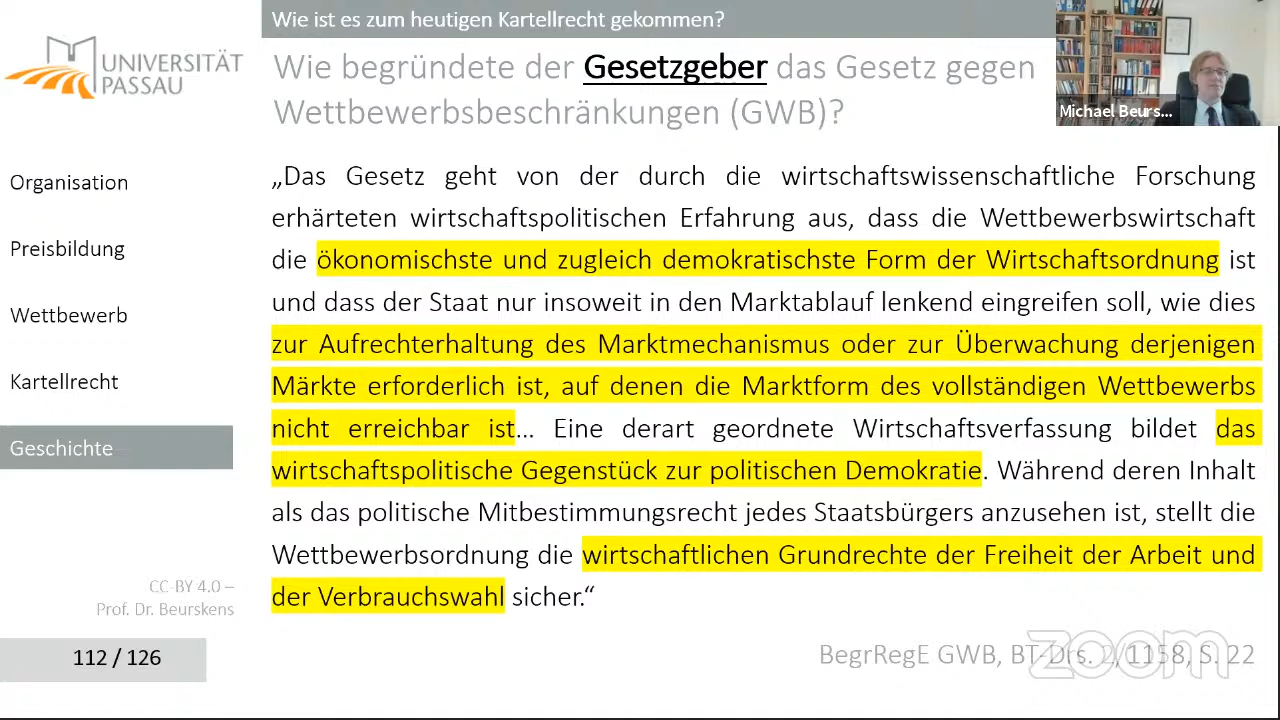 Wie ist es zum heutigen Kartellrecht gekommen?
UNIVERSITÄT
PASSAU
Wie begründete der Gesetzgeber das Gesetz gegen
Wettbewerbsbeschränkungen (GWB)?
Michael Beurs...
Organisation
Preisbildung
Wettbewerb
Kartellrecht
Geschichte
„Das Gesetz geht von der durch die wirtschaftswissenschaftliche Forschung
erhärteten wirtschaftspolitischen Erfahrung aus, dass die Wettbewerbswirtschaft
die ökonomischste und zugleich demokratischste Form der Wirtschaftsordnung ist
und dass der Staat nur insoweit in den Marktablauf lenkend eingreifen soll, wie dies
zur Aufrechterhaltung des Marktmechanismus oder zur Überwachung derjenigen
Märkte erforderlich ist, auf denen die Marktform des vollständigen Wettbewerbs
nicht erreichbar ist… Eine derart geordnete Wirtschaftsverfassung bildet das
wirtschaftspolitische Gegenstück zur politischen Demokratie. Während deren Inhalt
als das politische Mitbestimmungsrecht jedes Staatsbürgers anzusehen ist, stellt die
Wettbewerbsordnung die wirtschaftlichen Grundrechte der Freiheit der Arbeit und
der Verbrauchswahl sicher.“
CC-BY 4.0 –
Prof. Dr. Beurskens
112 / 126
BegrRegE GWB, BT-Drs. 2/1158, S. 22
zoom